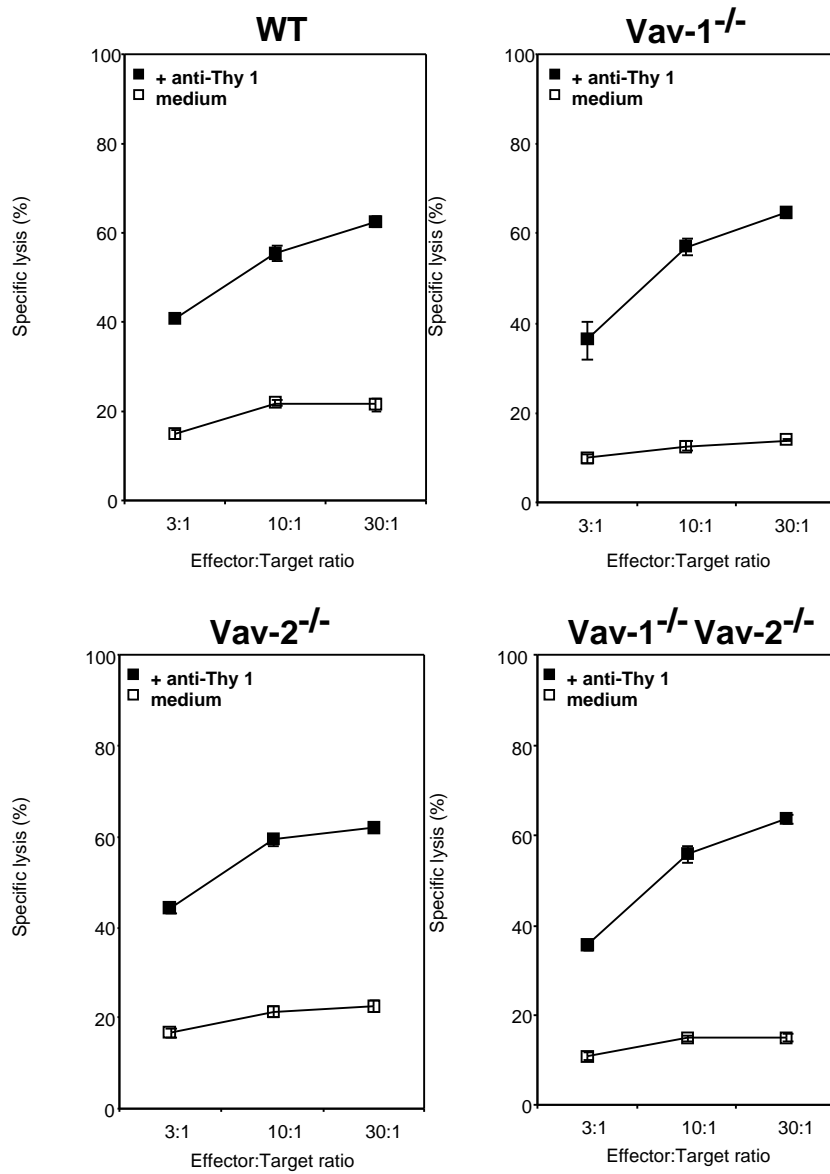 WT
100
80
60
40
20
0
Specific lysis (%)
+ anti-Thy 1
medium
3:1 10:1 30:1
Effector:Target ratio
Vav-1-/-
100
80
60
40
20
0
Specific lysis (%)
+ anti-Thy 1
medium
3:1 10:1 30:1
Effector:Target ratio
Vav-2-/-
100
80
60
40
20
0
Specific lysis (%)
+ anti-Thy 1
medium
3:1 10:1 30:1
Effector:Target ratio
Vav-1-/- Vav-2-/-
100
80
60
40
20
0
Specific lysis (%)
+ anti-Thy 1
medium
3:1 10:1 30:1
Effector:Target ratio